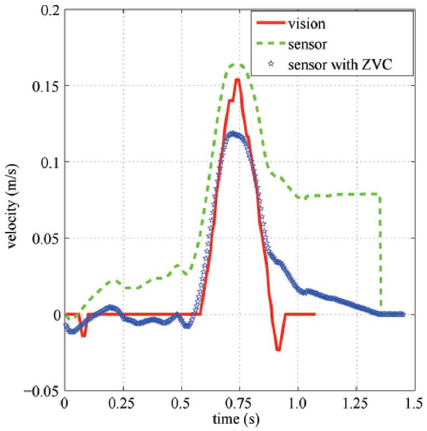 0.2
vision
sensor
sensor with ZVC
0.15
0.1
0.05
0
−0.05
velocity (m/s)
0 0.25 0.5 0.75 1.0 1.25 1.5
time (s)